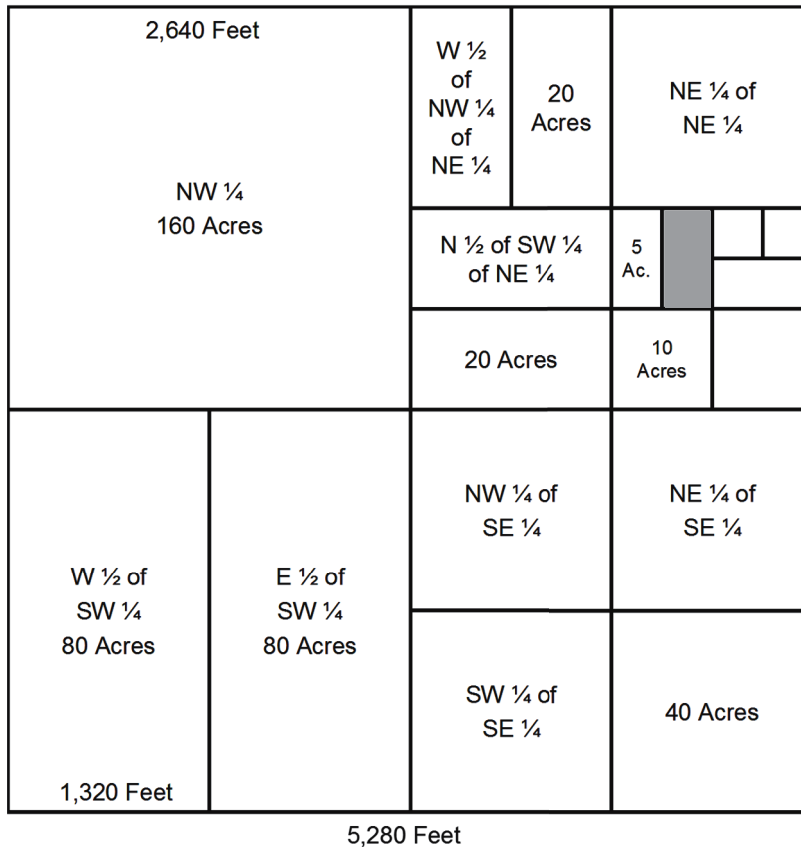 2,640 Feet
NW ¼
160 Acres
W ½
of
NW ¼
of
NE ¼
20
Acres
NE ¼ of
NE ¼
N ½ of SW ¼
of NE ¼
5
Ac.
20 Acres
10
Acres
W ½ of
SW ¼
80 Acres
E ½ of
SW ¼
80 Acres
NW ¼ of
SE ¼
NE ¼ of
SE ¼
SW ¼ of
SE ¼
40 Acres
1,320 Feet
5,280 Feet